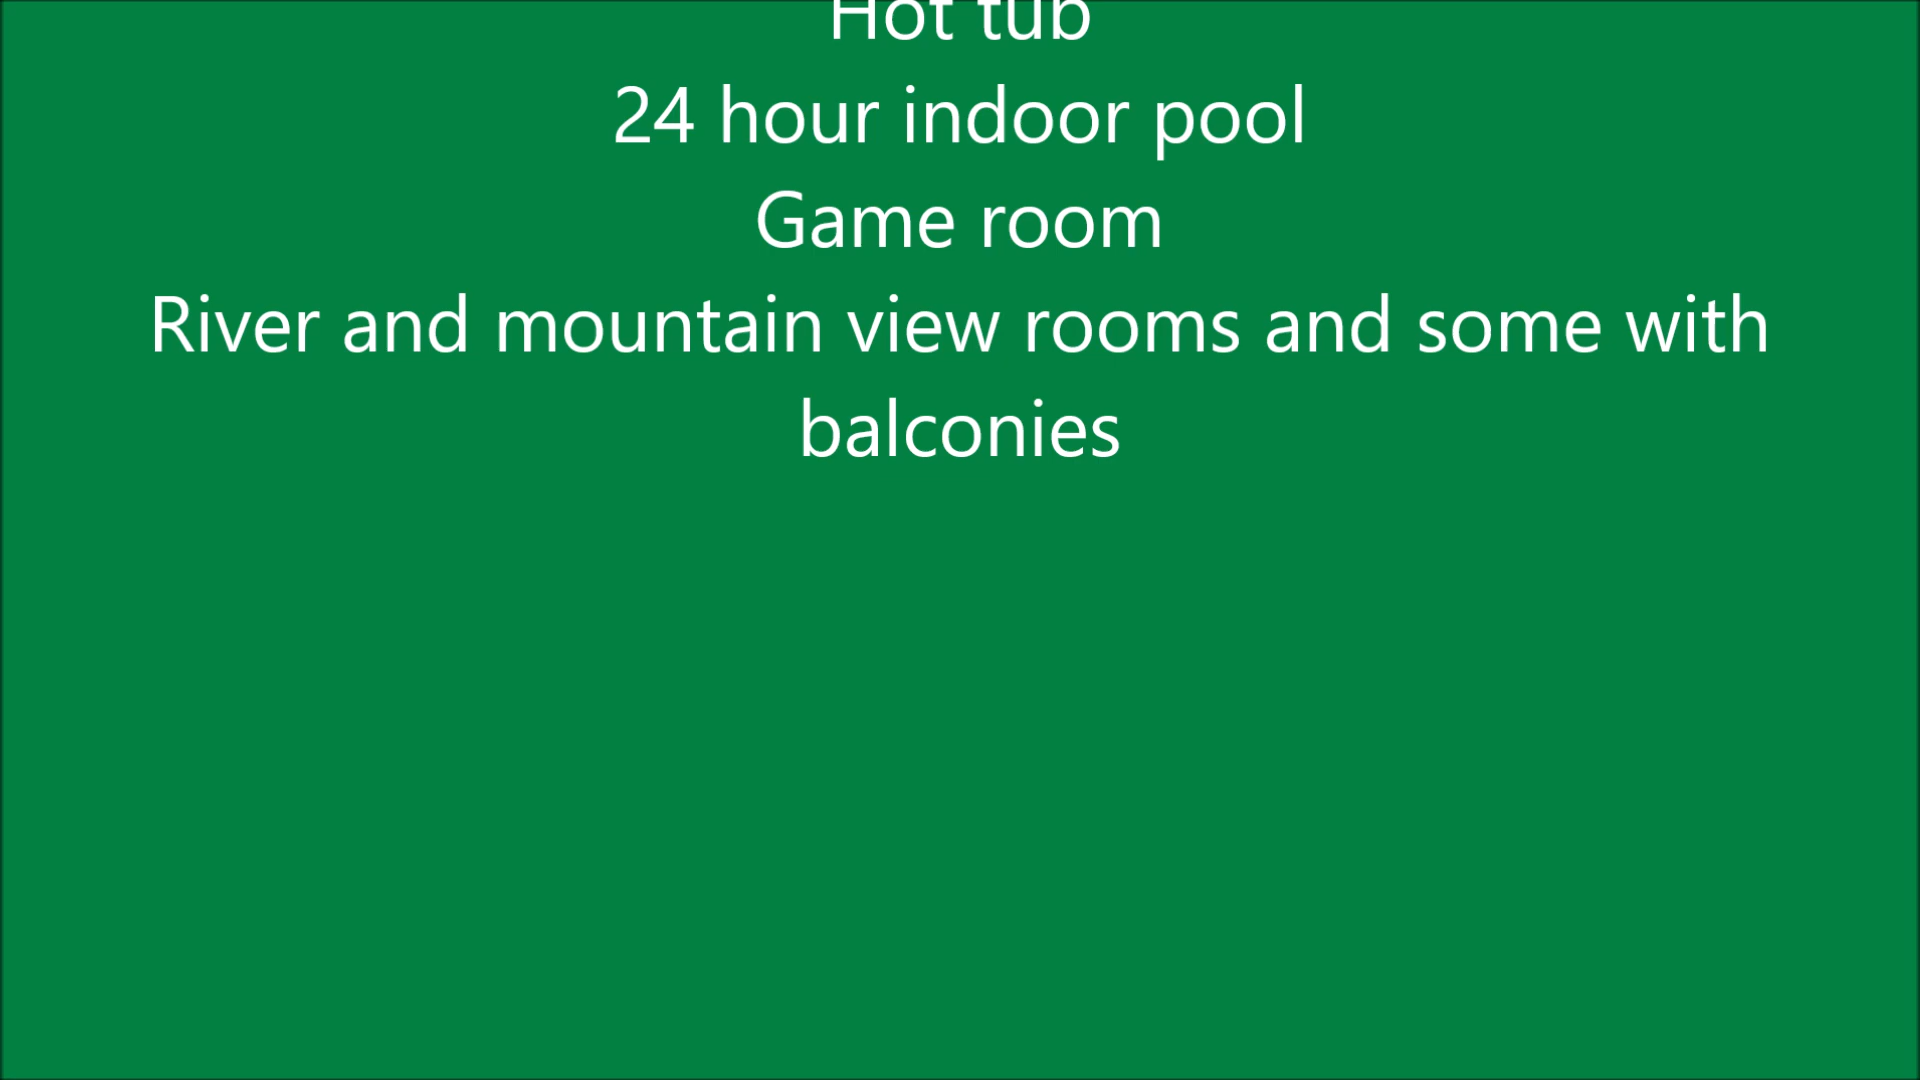 Hot tub
24 hour indoor pool
Game room
River and mountain view rooms and some with
balconies